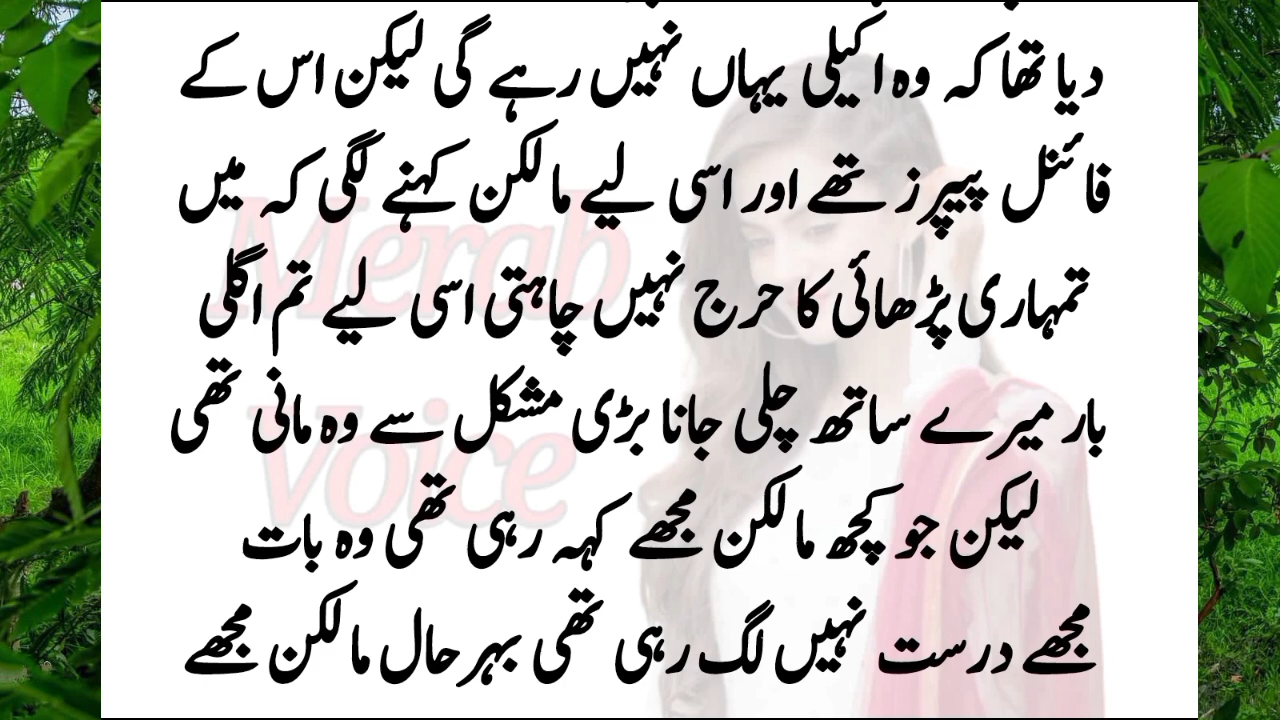 دیا تھا کہ وہ اکیلی یہاں نہیں رہے گی لیکن اس کے
فائنل پیپرز تھے اور اسی لیے مالکن کہنے لگی کہ میں
تمہاری پڑھائی کا حرج نہیں چاہتی اسی لیے تم اگلی
بار میرے ساتھ چلی جانا بڑی مشکل سے وہ مانی تھی
لیکن جو کچھ مالکن مجھے کہہ رہی تھی وہ بات
مجھے درست نہیں لگ رہی تھی بہرحال مالکن مجھے
Merab
Voice